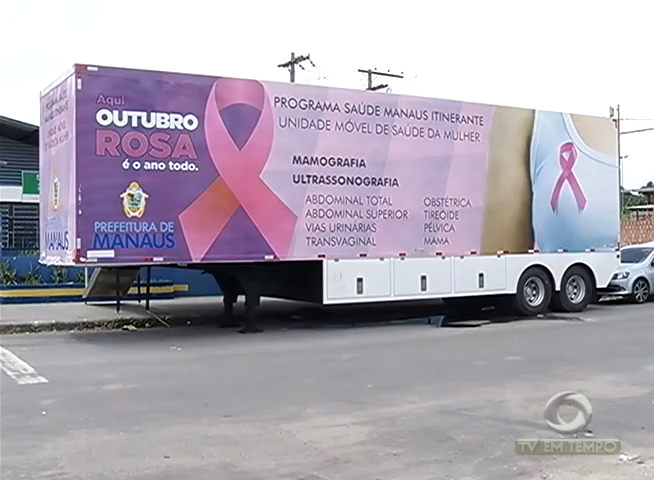 Aqui
OUTUBRO
ROSA
é o ano todo.
PREFEITURA DE
MANAUS
PROGRAMA SAÚDE MANAUS ITINERANTE
UNIDADE MÓVEL DE SAÚDE DA MULHER
MAMOGRAFIA
ULTRASSONOGRAFIA
ABDOMINAL TOTAL
ABDOMINAL SUPERIOR
VIAS URINÁRIAS
TRANSVAGINAL
OBSTÉTRICA
TIREOIDE
PÉLVICA
MAMA
MANAUS
TV EM TEMPO